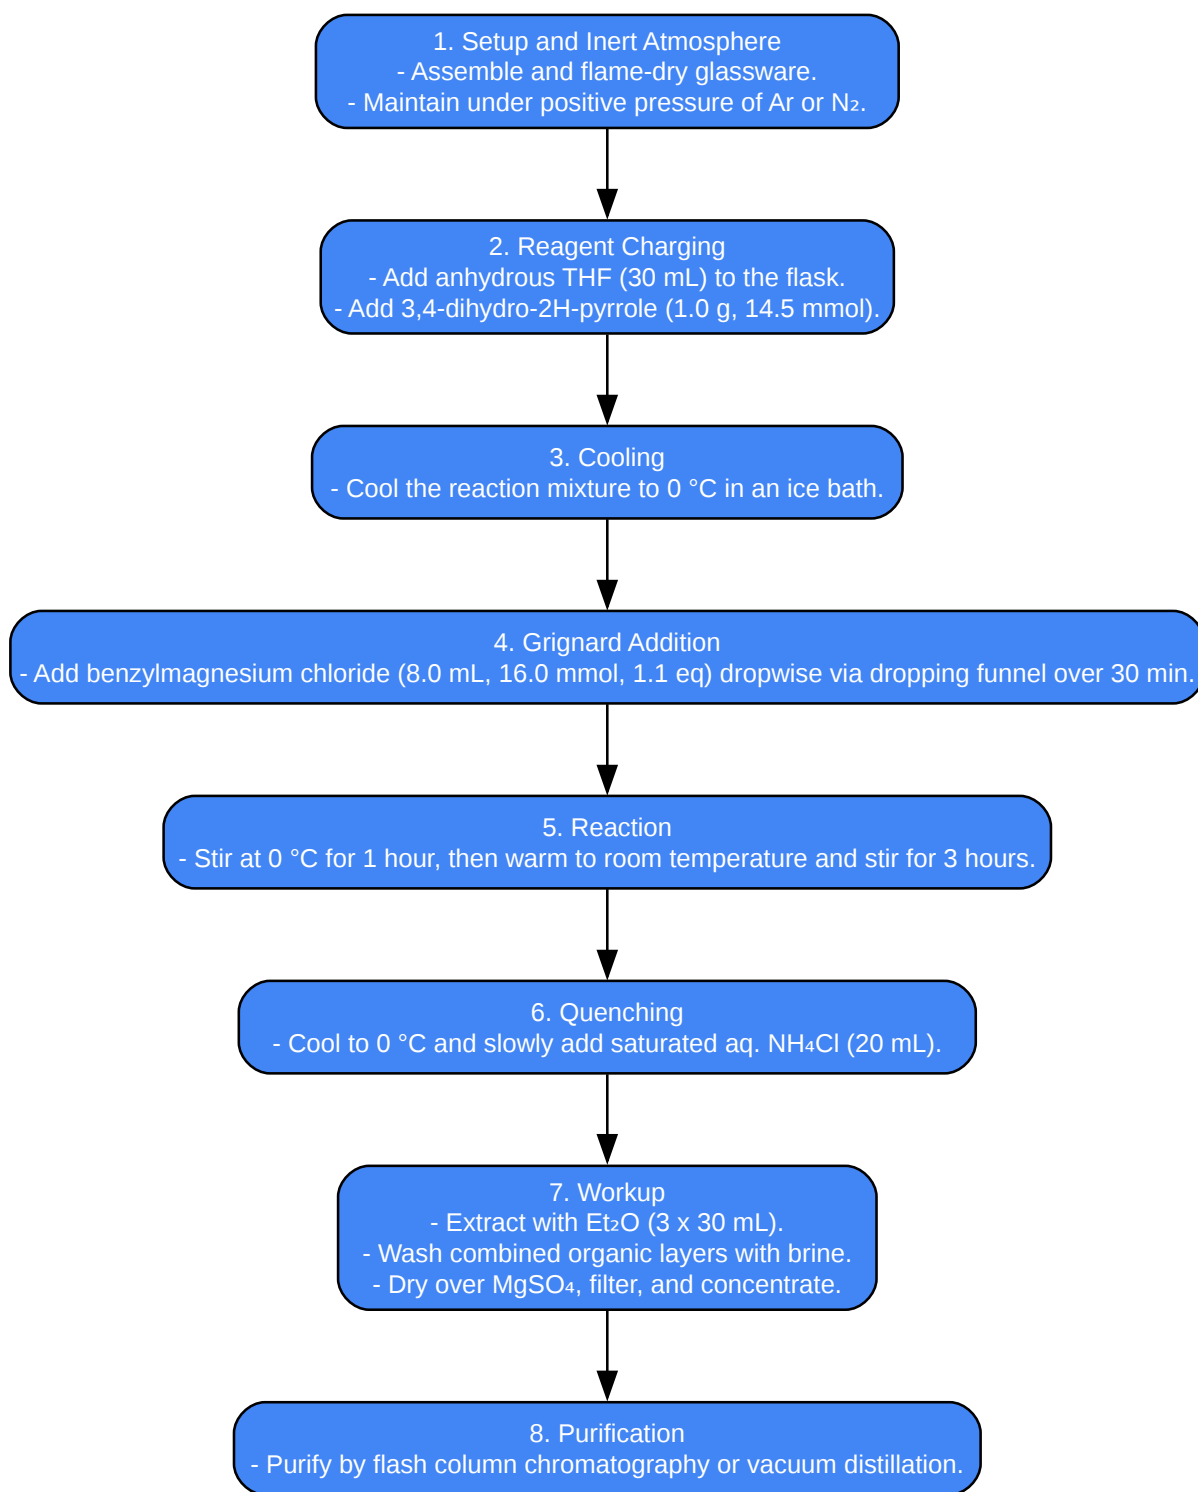 1. Setup and Inert Atmosphere
- Assemble and flame-dry glassware.
- Maintain under positive pressure of Ar or N₂.
2. Reagent Charging
- Add anhydrous THF (30 mL) to the flask.
- Add 3,4-dihydro-2H-pyrrole (1.0 g, 14.5 mmol).
3. Cooling
- Cool the reaction mixture to 0 °C in an ice bath.
4. Grignard Addition
- Add benzylmagnesium chloride (8.0 mL, 16.0 mmol, 1.1 eq) dropwise via dropping funnel over 30 min.
5. Reaction
- Stir at 0 °C for 1 hour, then warm to room temperature and stir for 3 hours.
6. Quenching
- Cool to 0 °C and slowly add saturated aq. NH₄Cl (20 mL).
7. Workup
- Extract with Et₂O (3 x 30 mL).
- Wash combined organic layers with brine.
- Dry over MgSO₄, filter, and concentrate.
8. Purification
- Purify by flash column chromatography or vacuum distillation.